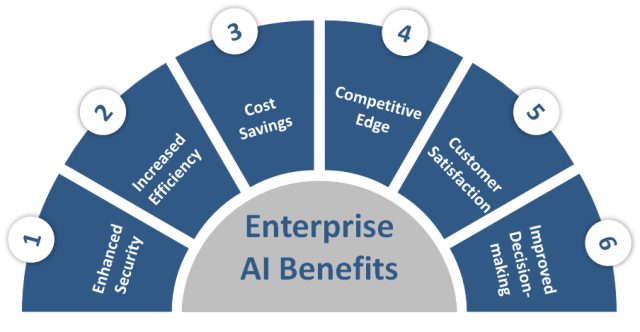 1
Enhanced
Security
2
Increased
Efficiency
3
Cost
Savings
4
Competitive
Edge
5
Customer
Satisfaction
6
Improved
Decision-
making
Enterprise
AI Benefits